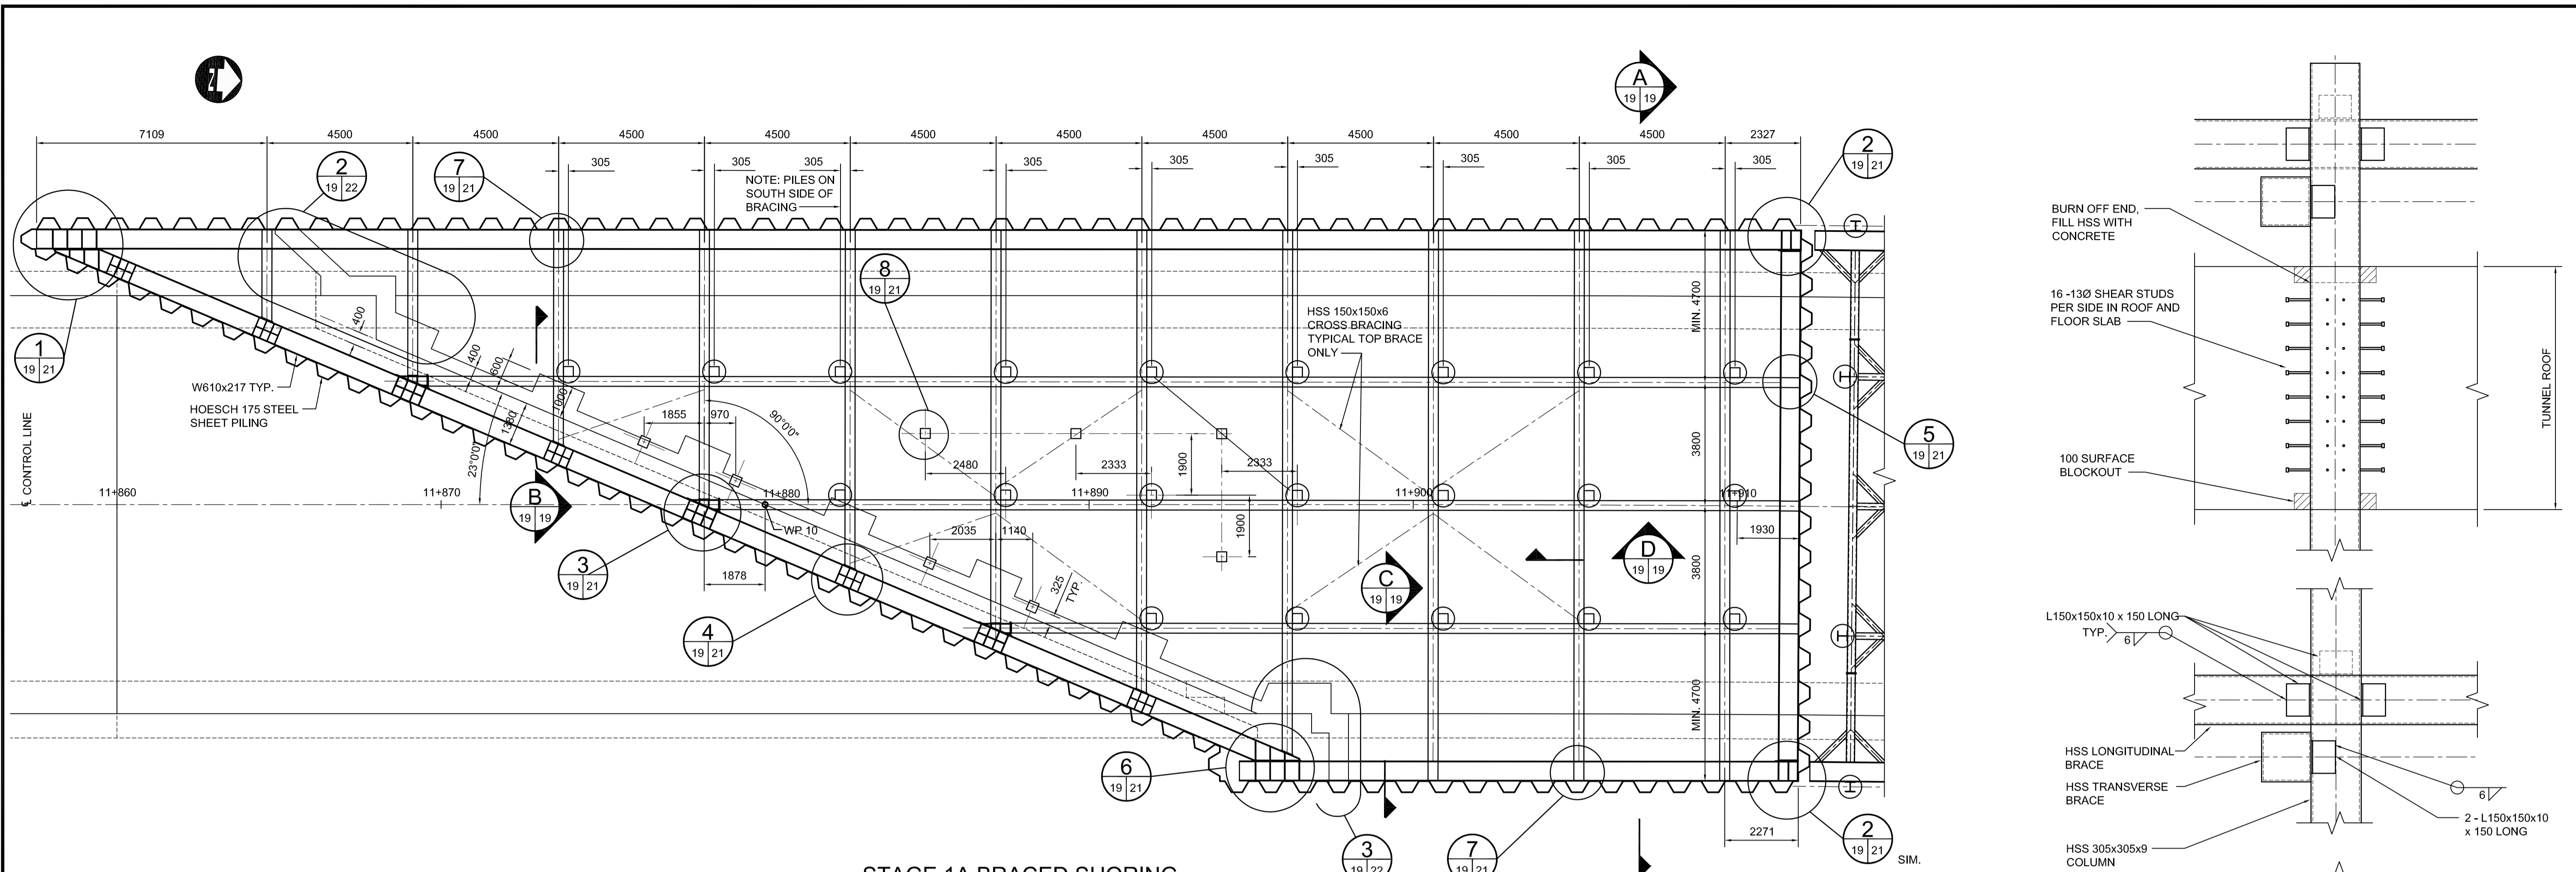 A
19 19
7109
4500
4500
4500
4500
4500
4500
4500
4500
4500
4500
2327
2
19 22
7
19 21
305
305
305
305
305
305
305
305
305
2
19 21
NOTE: PILES ON
SOUTH SIDE OF
BRACING
8
19 21
HSS 150x150x6
CROSS BRACING
TYPICAL TOP BRACE
ONLY
MIN. 4700
1
19 21
400
400
600
1000
1380
W610x217 TYP.
HOESCH 175 STEEL
SHEET PILING
23°0'0"
1855
970
90°0'0"
2480
2333
1900
2333
3800
5
19 21
℄ CONTROL LINE
11+860
11+870
11+880
11+890
11+900
11+910
B
19 19
WP 10
2035
1140
1900
1930
3
19 21
1878
325
TYP.
C
19 19
D
19 19
3800
4
19 21
MIN. 4700
6
19 21
2271
3
19 22
7
19 21
2
19 21
SIM.
STAGE 1A BRACED SHORING
BURN OFF END,
FILL HSS WITH
CONCRETE
16 -13Ø SHEAR STUDS
PER SIDE IN ROOF AND
FLOOR SLAB
TUNNEL ROOF
100 SURFACE
BLOCKOUT
L150x150x10 x 150 LONG
TYP.
6
HSS LONGITUDINAL
BRACE
HSS TRANSVERSE
BRACE
6
2 - L150x150x10
x 150 LONG
HSS 305x305x9
COLUMN